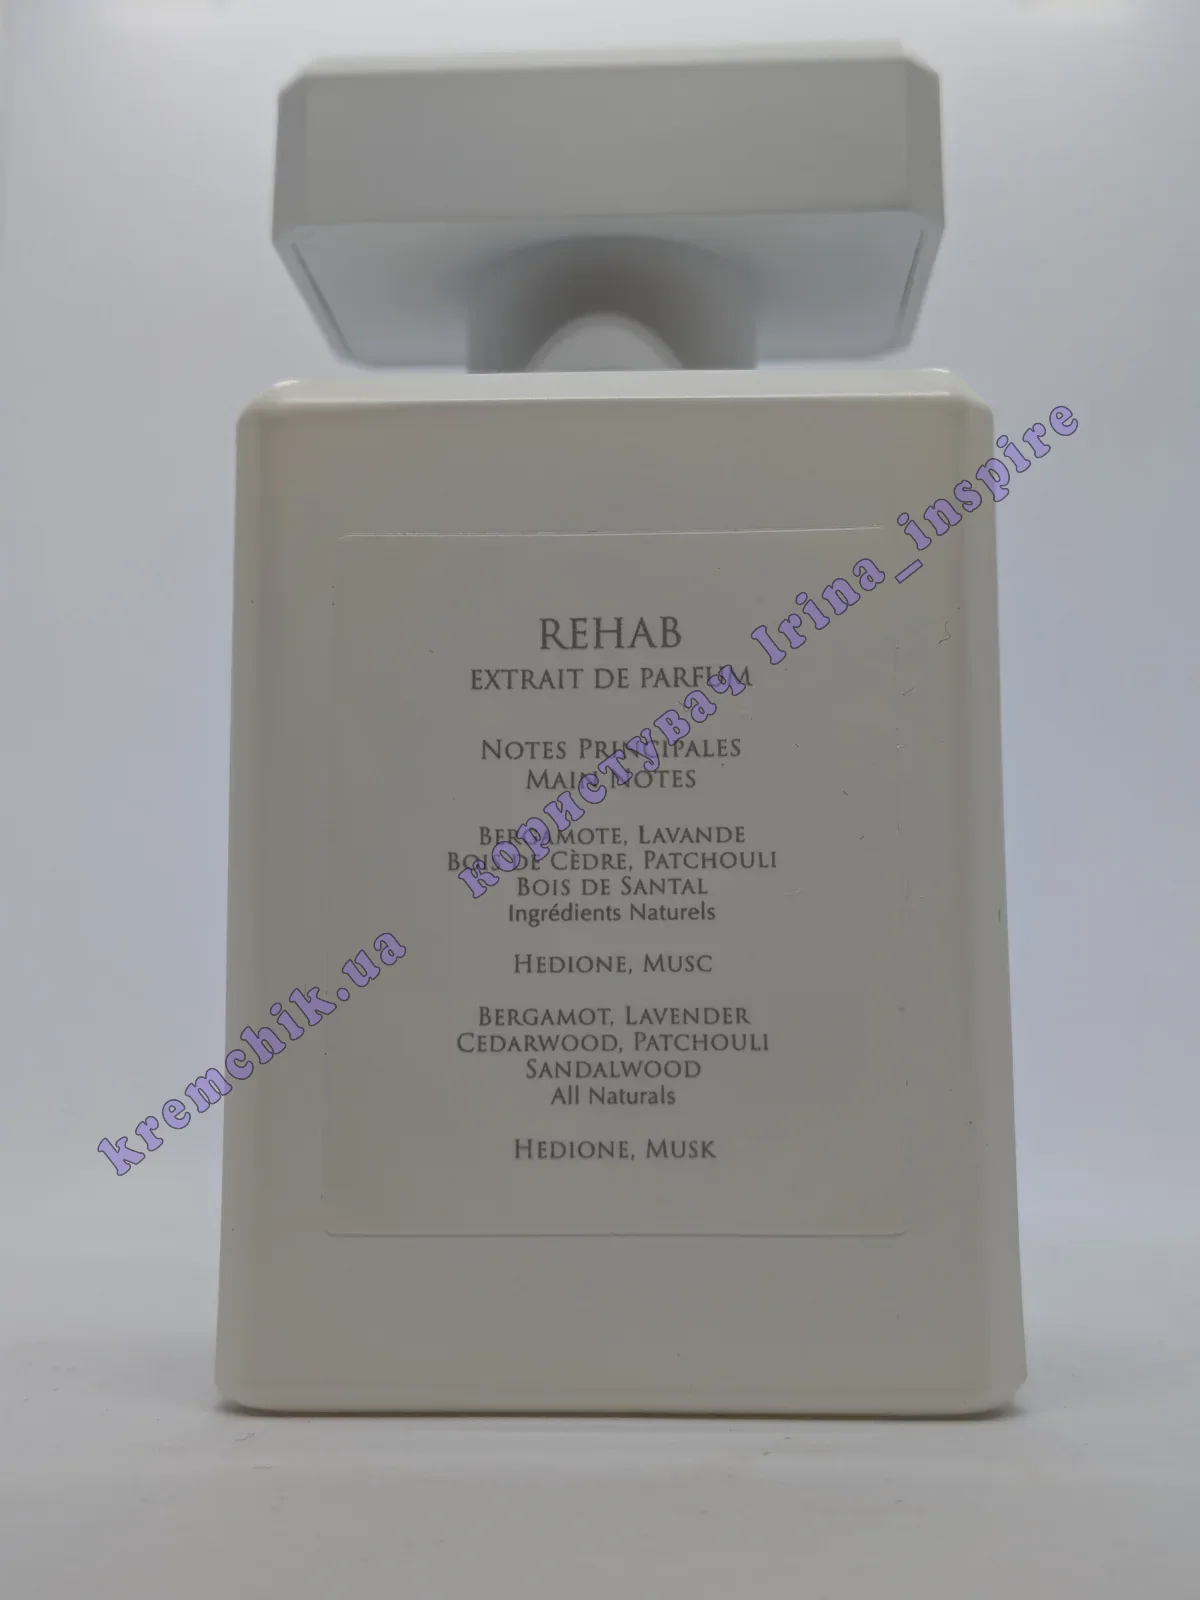 REHAB
EXTRAIT DE PARFUM
NOTES PRINCIPALES
MAIN NOTES
BERGAMOTE, LAVANDE
BOIS DE CÈDRE, PATCHOULI
BOIS DE SANTAL
Ingrédients Naturels
HEDIONE, MUSC
BERGAMOT, LAVENDER
CEDARWOOD, PATCHOULI
SANDALWOOD
All Naturals
HEDIONE, MUSK
kremchik.ua користувач Irina_inspire